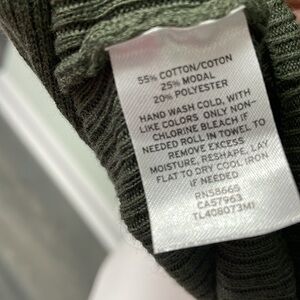 55% COTTON/COTON
25% MODAL
20% POLYESTER
HAND WASH COLD, WITH
LIKE COLORS ONLY NON-
CHLORINE BLEACH IF
NEEDED ROLL IN TOWEL TO
REMOVE EXCESS
MOISTURE, RESHAPE, LAY
FLAT TO DRY COOL IRON
IF NEEDED
RN58665
CA57963
TL408073M1